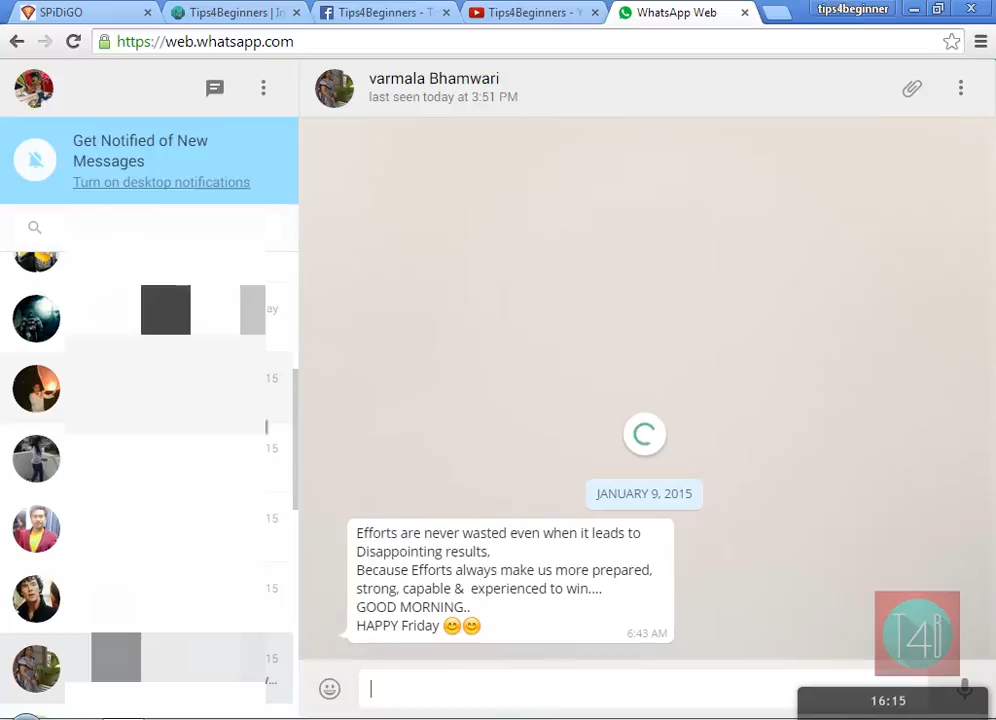 SPiDiGO
Tips4Beginners | In
Tips4Beginners - T
Tips4Beginners - Y
WhatsApp Web
tips4beginner
https://web.whatsapp.com
varmala Bhamwari
last seen today at 3:51 PM
Get Notified of New
Messages
Turn on desktop notifications
ay
15
15
15
15
15
JANUARY 9, 2015
Efforts are never wasted even when it leads to
Disappointing results,
Because Efforts always make us more prepared,
strong, capable & experienced to win....
GOOD MORNING..
HAPPY Friday 😊😊
6:43 AM
T4B
16:15